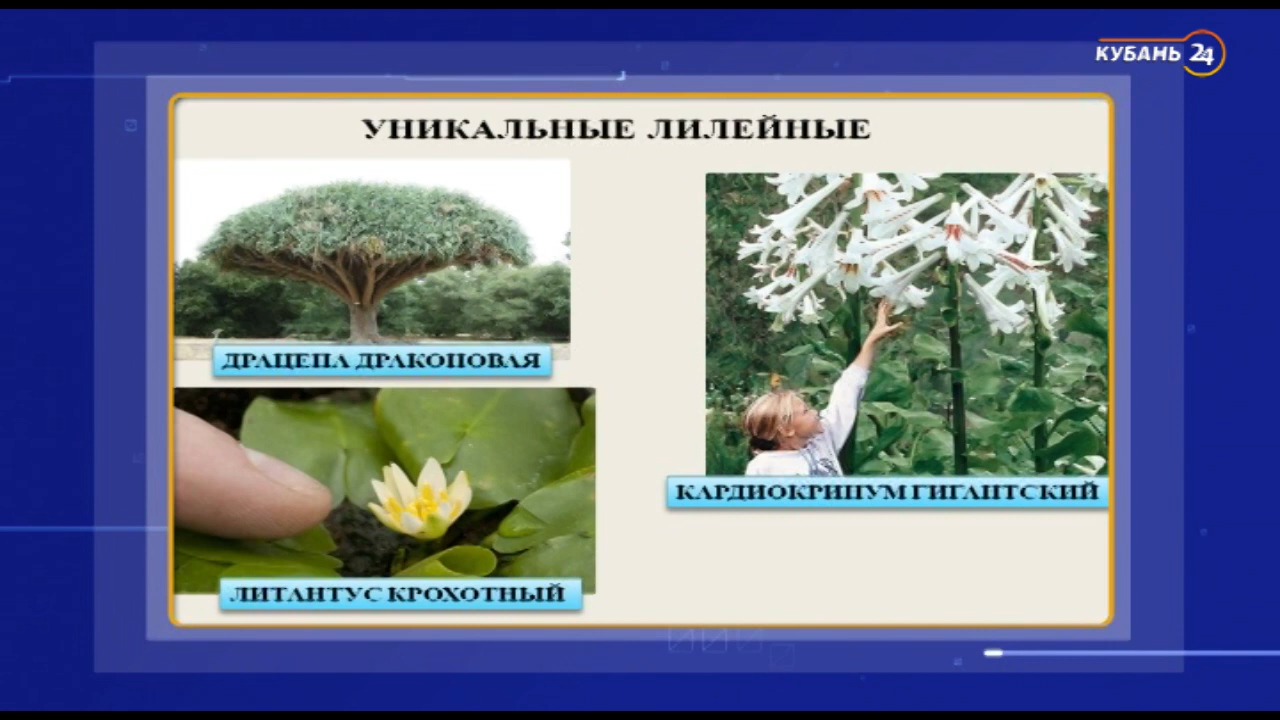 КУБАНЬ 24
УНИКАЛЬНЫЕ ЛИЛЕЙНЫЕ
ДРАЦЕНА ДРАКОНОВАЯ
КАРДИОКРИНУМ ГИГАНТСКИЙ
ЛИТАНТУС КРОХОТНЫЙ